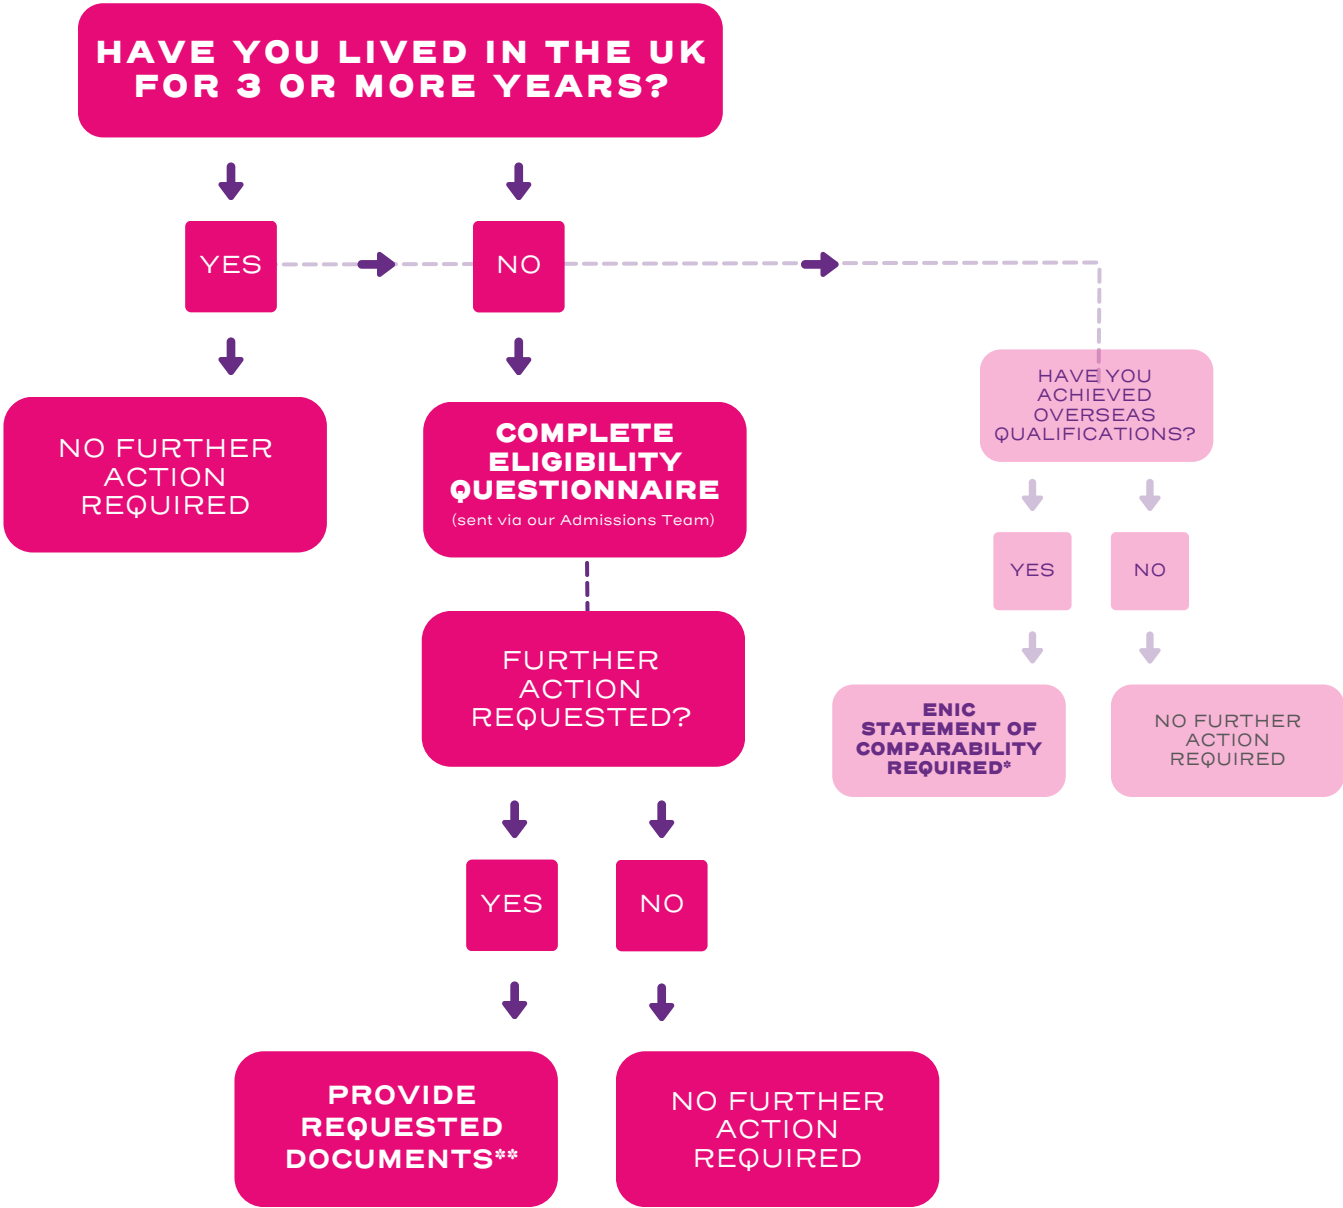 HAVE YOU LIVED IN THE UK
FOR 3 OR MORE YEARS?
YES
NO
NO FURTHER
ACTION
REQUIRED
COMPLETE
ELIGIBILITY
QUESTIONNAIRE
(sent via our Admissions Team)
HAVE YOU
ACHIEVED
OVERSEAS
QUALIFICATIONS?
YES
NO
FURTHER
ACTION
REQUESTED?
ENIC
STATEMENT OF
COMPARABILITY
REQUIRED*
NO FURTHER
ACTION
REQUIRED
YES
NO
PROVIDE
REQUESTED
DOCUMENTS**
NO FURTHER
ACTION
REQUIRED